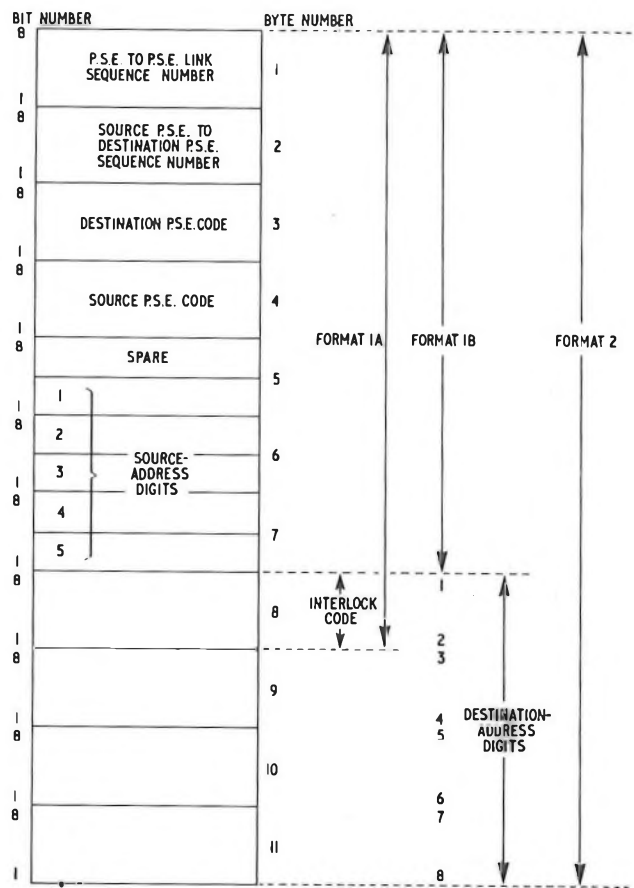 BIT NUMBER
BYTE NUMBER
8
P.S.E. TO P.S.E. LINK
SEQUENCE NUMBER
1
1
8
SOURCE P.S.E. TO
DESTINATION P.S.E.
SEQUENCE NUMBER
2
1
8
DESTINATION P.S.E. CODE
3
1
8
SOURCE P.S.E. CODE
4
1
8
SPARE
FORMAT 1A
FORMAT 1B
FORMAT 2
5
1
1
8
2
6
3
SOURCE-
ADDRESS
DIGITS
1
8
4
7
5
1
8
1
INTERLOCK
CODE
8
2
1
8
3
9
4
DESTINATION-
ADDRESS
DIGITS
1
8
5
10
6
1
8
7
11
8
1